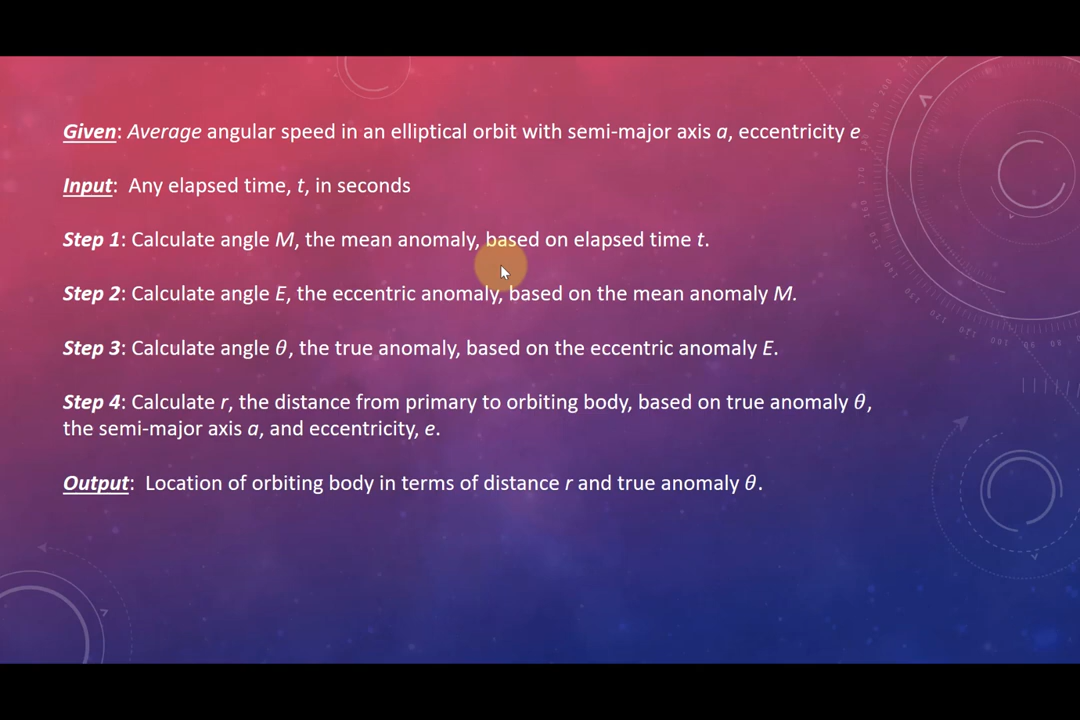 Given: Average angular speed in an elliptical orbit with semi-major axis a, eccentricity e
Input: Any elapsed time, t, in seconds
Step 1: Calculate angle M, the mean anomaly, based on elapsed time t.
Step 2: Calculate angle E, the eccentric anomaly, based on the mean anomaly M.
Step 3: Calculate angle θ, the true anomaly, based on the eccentric anomaly E.
Step 4: Calculate r, the distance from primary to orbiting body, based on true anomaly θ,
the semi-major axis a, and eccentricity, e.
Output: Location of orbiting body in terms of distance r and true anomaly θ.